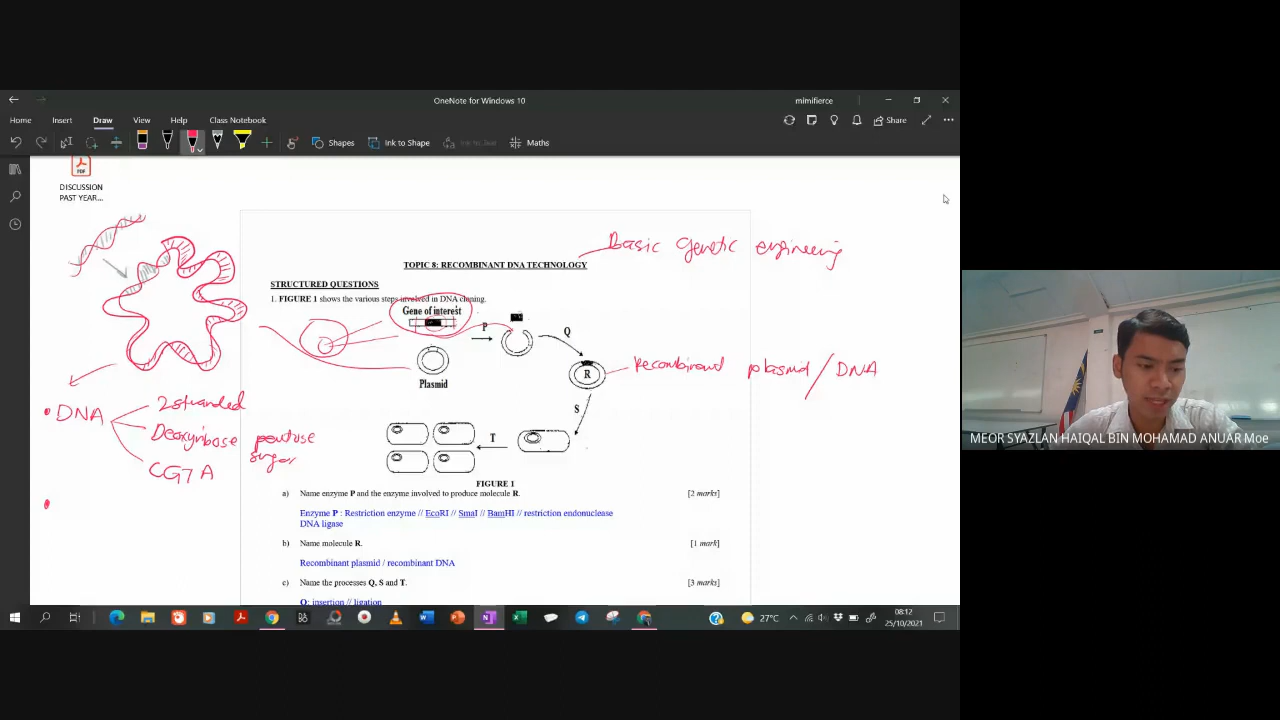 OneNote for Windows 10
mimifierce
Home
Insert
Draw
View
Help
Class Notebook
Share
Shapes
Ink to Shape
Ink to Text
Maths
PDF
DISCUSSION
PAST YEAR...
Basic genetic engineering
TOPIC 8: RECOMBINANT DNA TECHNOLOGY
STRUCTURED QUESTIONS
1. FIGURE 1 shows the various steps involved in DNA cloning.
Gene of interest
P
Q
Plasmid
R
recombinant plasmid / DNA
S
T
DNA
2 stranded
Deoxyribose pentose
sugar
CGTA
FIGURE 1
a) Name enzyme P and the enzyme involved to produce molecule R. [2 marks]
Enzyme P : Restriction enzyme // EcoRI // SmaI // BamHI // restriction endonuclease
DNA ligase
b) Name molecule R. [1 mark]
Recombinant plasmid / recombinant DNA
c) Name the processes Q, S and T. [3 marks]
Q: insertion // ligation
27°C
08:12
25/10/2021
MEOR SYAZLAN HAIQAL BIN MOHAMAD ANUAR Moe